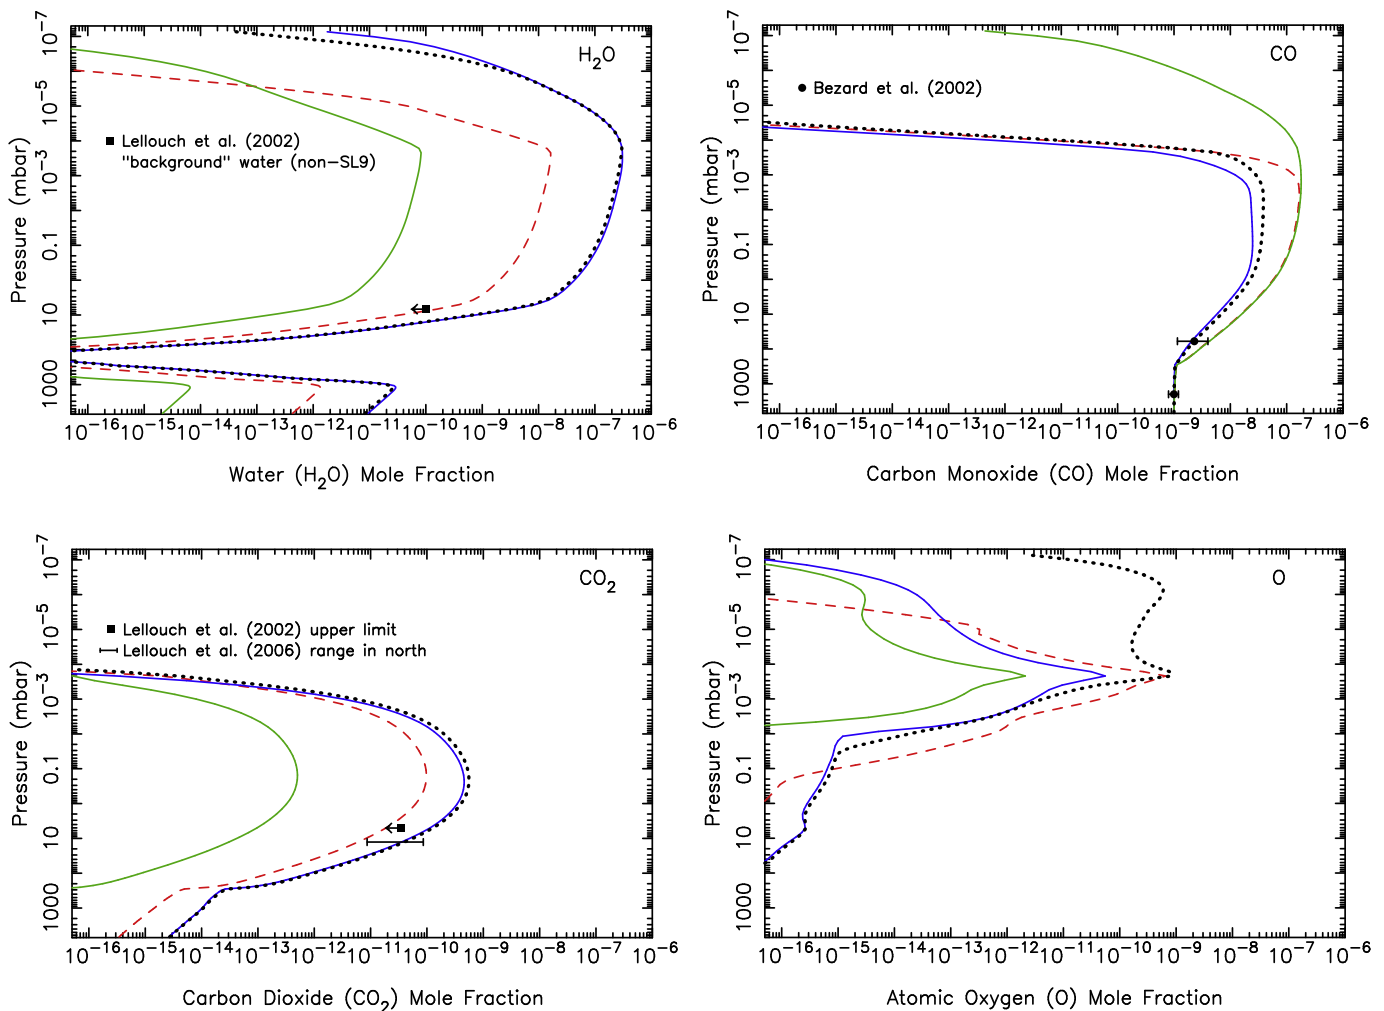 H2O
Lellouch et al. (2002)
"background" water (non-SL9)
Pressure (mbar)
10−7
10−5
10−3
0.1
10
1000
10−16 10−15 10−14 10−13 10−12 10−11 10−10 10−9 10−8 10−7 10−6
Water (H2O) Mole Fraction
CO
Bezard et al. (2002)
Pressure (mbar)
10−7
10−5
10−3
0.1
10
1000
10−16 10−15 10−14 10−13 10−12 10−11 10−10 10−9 10−8 10−7 10−6
Carbon Monoxide (CO) Mole Fraction
CO2
Lellouch et al. (2002) upper limit
Lellouch et al. (2006) range in north
Pressure (mbar)
10−7
10−5
10−3
0.1
10
1000
10−16 10−15 10−14 10−13 10−12 10−11 10−10 10−9 10−8 10−7 10−6
Carbon Dioxide (CO2) Mole Fraction
O
Pressure (mbar)
10−7
10−5
10−3
0.1
10
1000
10−16 10−15 10−14 10−13 10−12 10−11 10−10 10−9 10−8 10−7 10−6
Atomic Oxygen (O) Mole Fraction